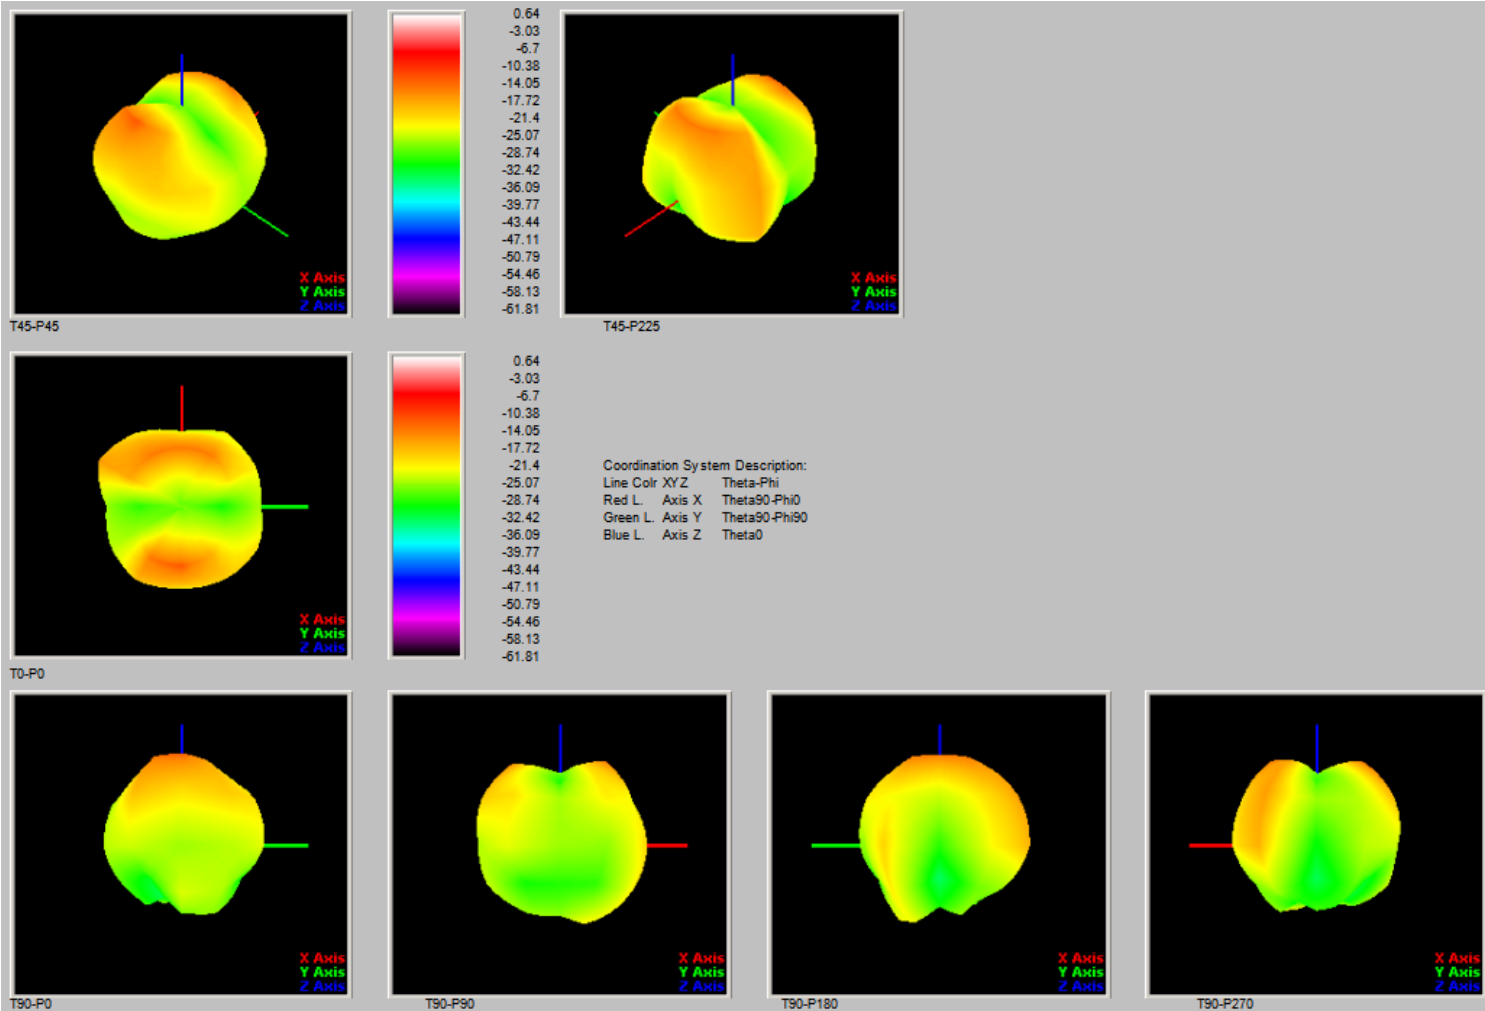 0.64
-3.03
-6.7
-10.38
-14.05
-17.72
-21.4
-25.07
-28.74
-32.42
-36.09
-39.77
-43.44
-47.11
-50.79
-54.46
-58.13
-61.81
X Axis
Y Axis
Z Axis
X Axis
Y Axis
Z Axis
T45-P45
T45-P225
0.64
-3.03
-6.7
-10.38
-14.05
-17.72
-21.4
-25.07
-28.74
-32.42
-36.09
-39.77
-43.44
-47.11
-50.79
-54.46
-58.13
-61.81
Coordination System Description:
Line Colr XYZ Theta-Phi
Red L. Axis X Theta90-Phi0
Green L. Axis Y Theta90-Phi90
Blue L. Axis Z Theta0
X Axis
Y Axis
Z Axis
T0-P0
X Axis
Y Axis
Z Axis
X Axis
Y Axis
Z Axis
X Axis
Y Axis
Z Axis
X Axis
Y Axis
Z Axis
T90-P0
T90-P90
T90-P180
T90-P270